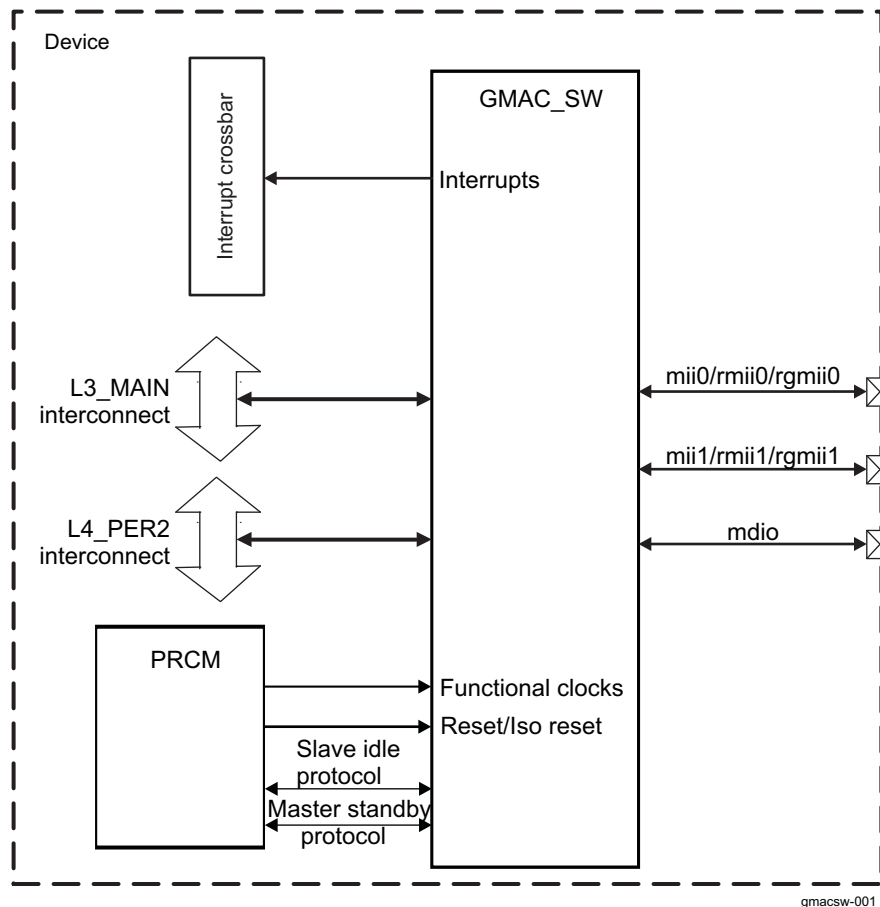 Device
GMAC_SW
Interrupt crossbar
Interrupts
L3_MAIN
interconnect
mii0/rmii0/rgmii0
mii1/rmii1/rgmii1
L4_PER2
interconnect
mdio
PRCM
Functional clocks
Reset/Iso reset
Slave idle
protocol
Master standby
protocol
gmacsw-001